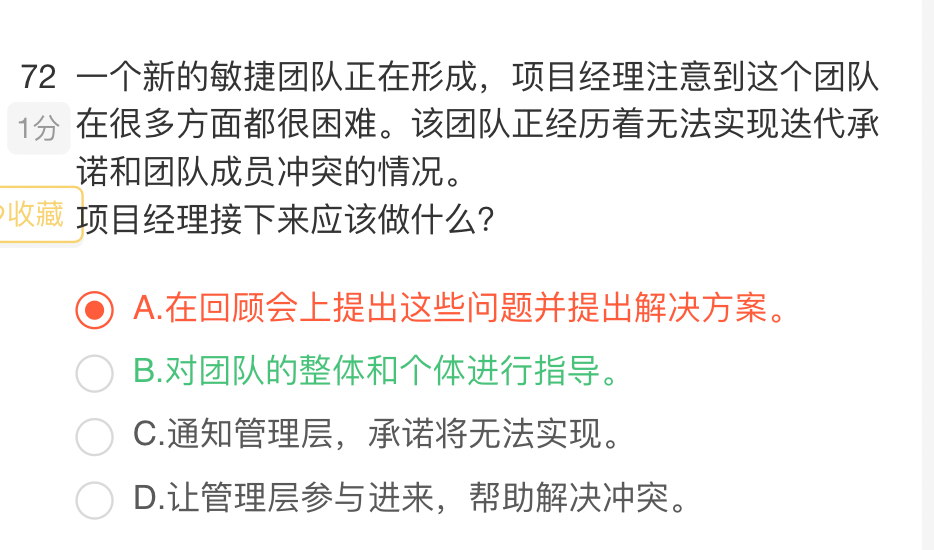 72 一个新的敏捷团队正在形成，项目经理注意到这个团队
1分 在很多方面都很困难。该团队正经历着无法实现迭代承
诺和团队成员冲突的情况。
收藏 项目经理接下来应该做什么？
A.在回顾会上提出这些问题并提出解决方案。
B.对团队的整体和个体进行指导。
C.通知管理层，承诺将无法实现。
D.让管理层参与进来，帮助解决冲突。